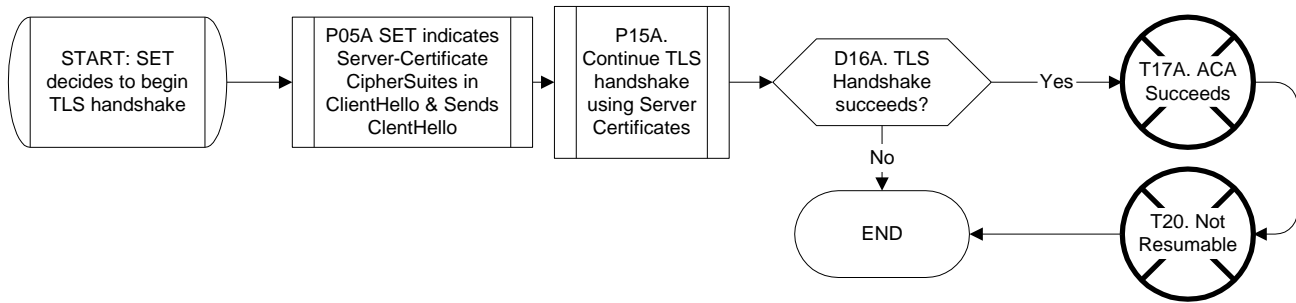 START: SET
decides to begin
TLS handshake
P05A SET indicates
Server-Certificate
CipherSuites in
ClientHello & Sends
ClentHello
P15A.
Continue TLS
handshake
using Server
Certificates
D16A. TLS
Handshake
succeeds?
Yes
T17A. ACA
Succeeds
No
END
T20. Not
Resumable